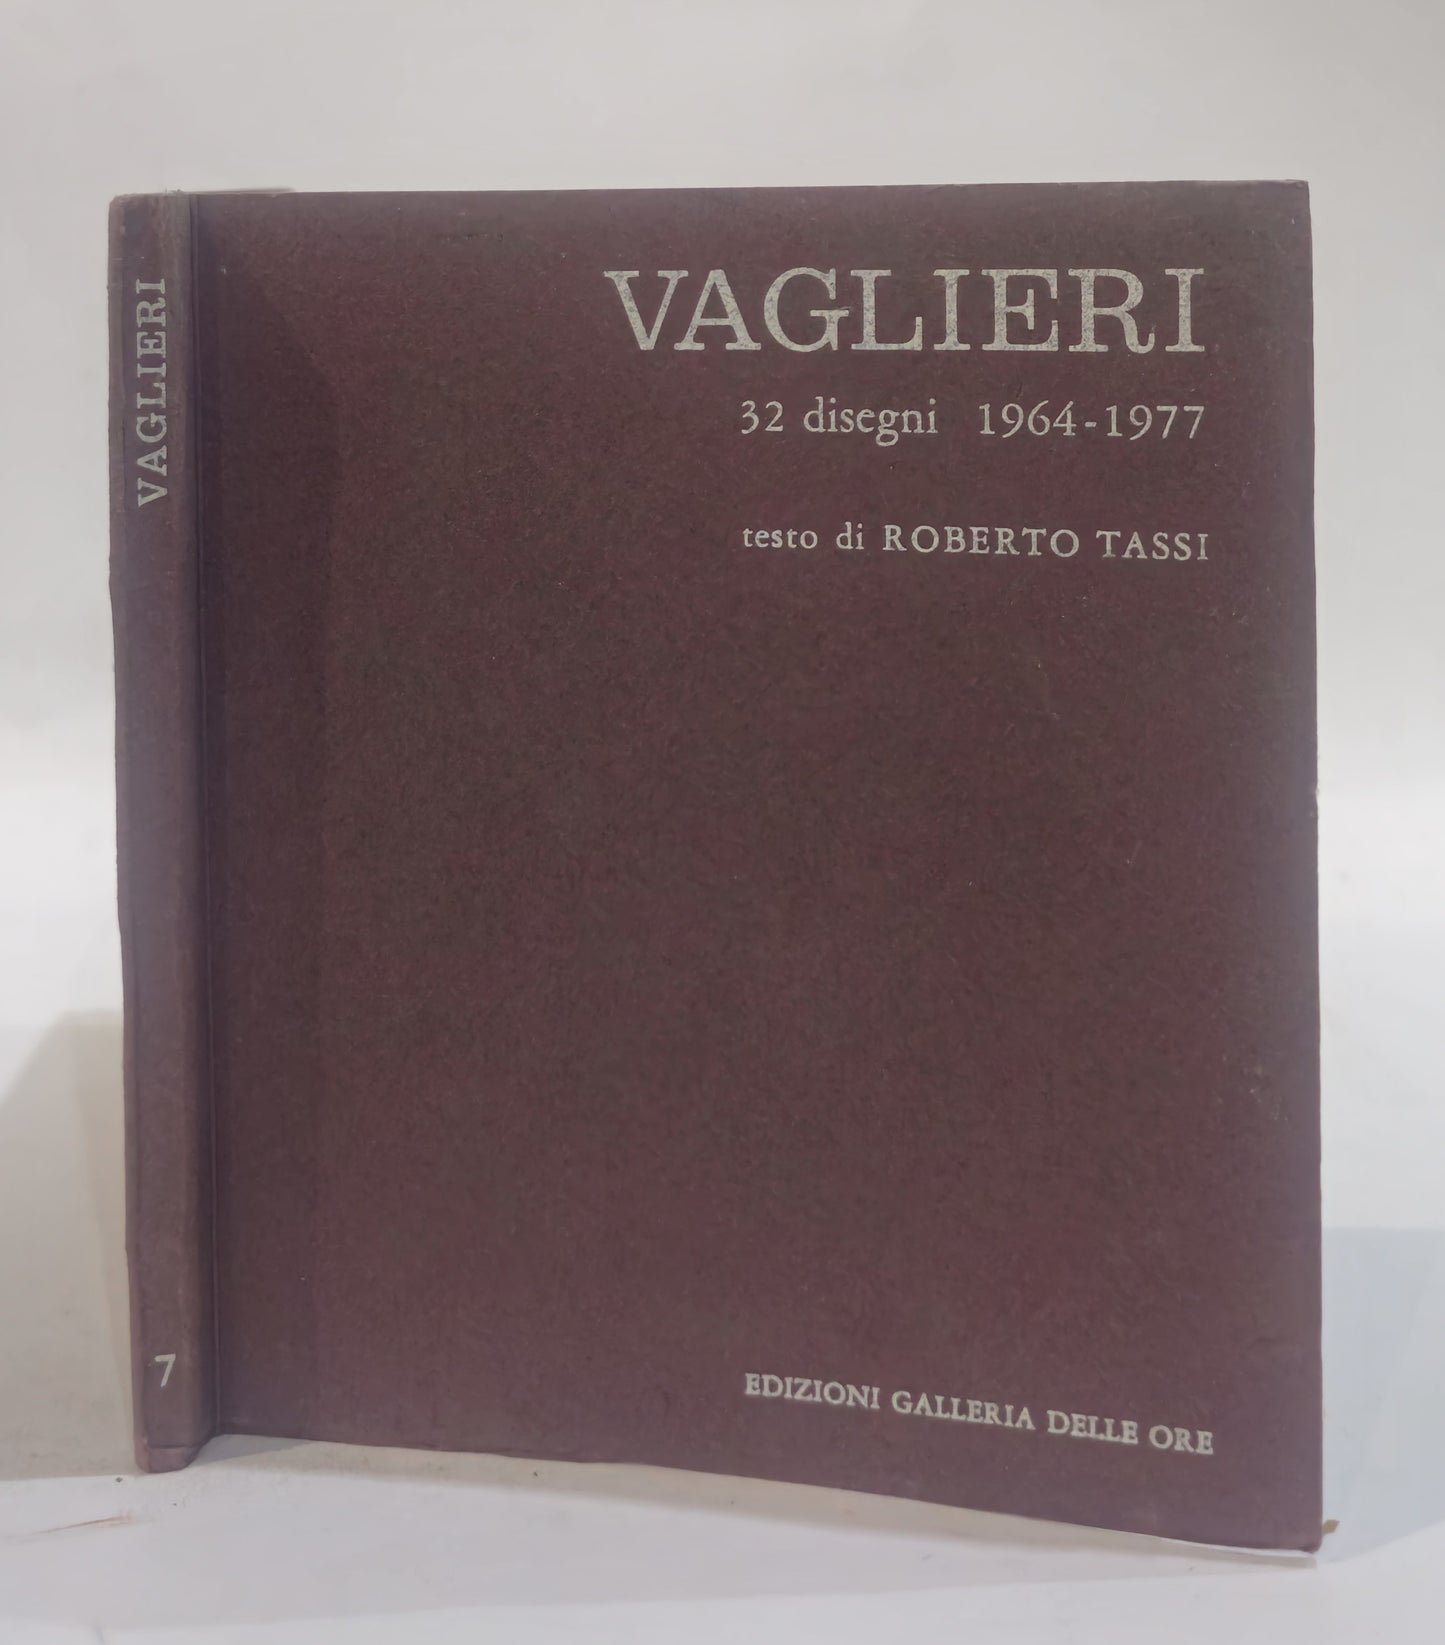 VAGLIERI
7
VAGLIERI
32 disegni 1964-1977
testo di ROBERTO TASSI
EDIZIONI GALLERIA DELLE ORE